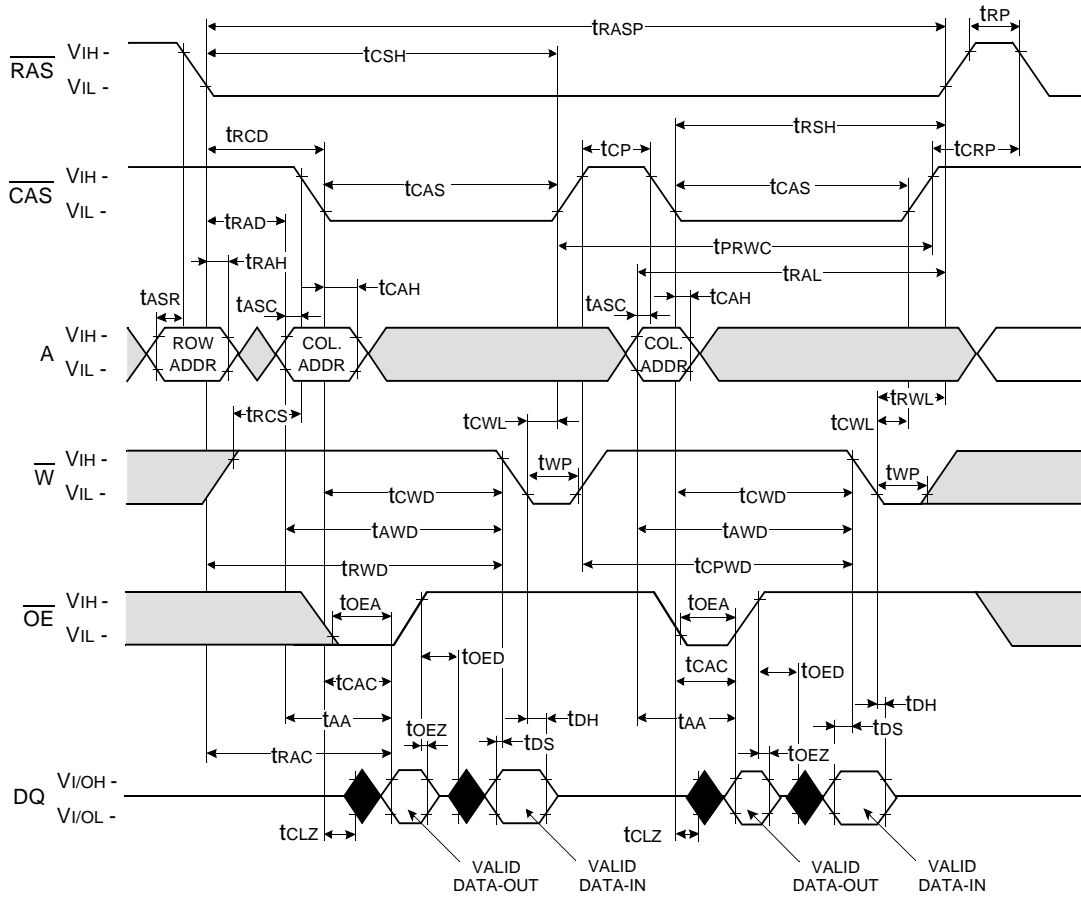 tRASP
tRP
tCSH
RAS
VIH -
VIL -
tRCD
tRSH
tCP
tCRP
CAS
VIH -
VIL -
tCAS
tCAS
tRAD
tPRWC
tRAH
tRAL
tASR
tASC
tCAH
tASC
tCAH
A
VIH -
VIL -
ROW
ADDR
COL.
ADDR
COL.
ADDR
tRCS
tCWL
tRWL
tCWL
W
VIH -
VIL -
tWP
tWP
tCWD
tCWD
tAWD
tAWD
tRWD
tCPWD
OE
VIH -
VIL -
tOEA
tOEA
tOED
tOED
tCAC
tCAC
tAA
tAA
tDH
tDH
tRAC
tOEZ
tDS
tDS
tOEZ
DQ
VI/OH -
VI/OL -
tCLZ
tCLZ
VALID
DATA-OUT
VALID
DATA-IN
VALID
DATA-OUT
VALID
DATA-IN